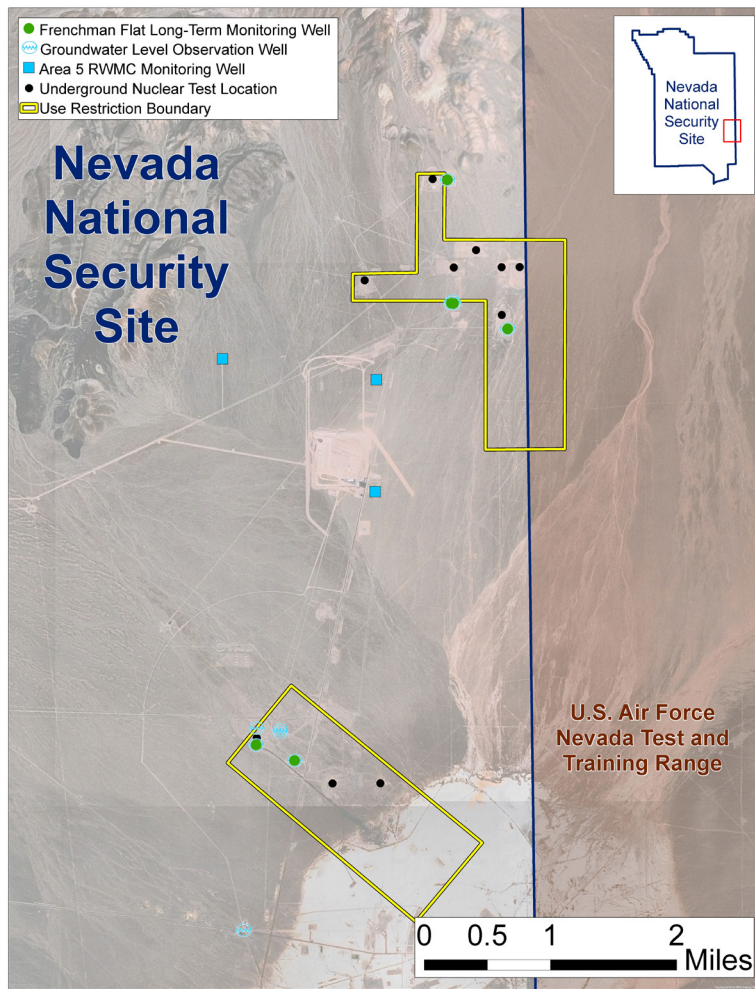 Frenchman Flat Long-Term Monitoring Well
Groundwater Level Observation Well
Area 5 RWMC Monitoring Well
Underground Nuclear Test Location
Use Restriction Boundary
Nevada
National
Security
Site
Nevada
National
Security
Site
U.S. Air Force
Nevada Test and
Training Range
0 0.5 1 2
Miles